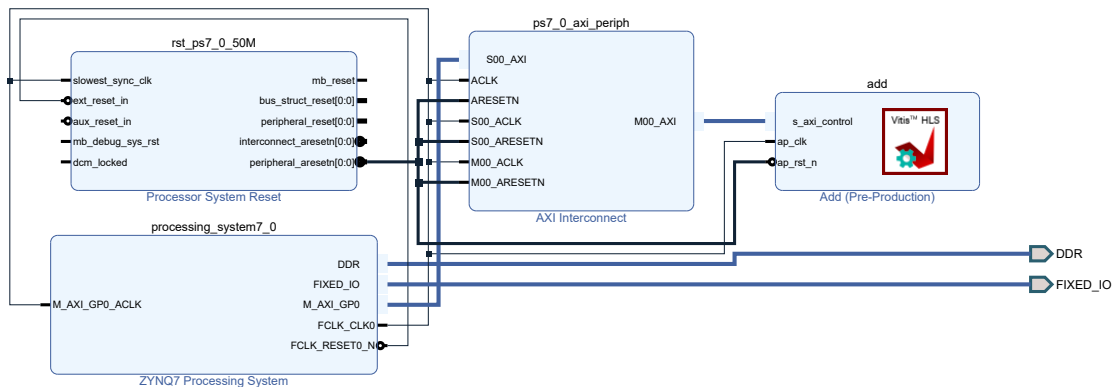 rst_ps7_0_50M
slowest_sync_clk
ext_reset_in
aux_reset_in
mb_debug_sys_rst
dcm_locked
mb_reset
bus_struct_reset[0:0]
peripheral_reset[0:0]
interconnect_aresetn[0:0]
peripheral_aresetn[0:0]
Processor System Reset
ps7_0_axi_periph
S00_AXI
ACLK
ARESETN
S00_ACLK
S00_ARESETN
M00_ACLK
M00_ARESETN
M00_AXI
AXI Interconnect
add
s_axi_control
ap_clk
ap_rst_n
Vitis™ HLS
Add (Pre-Production)
processing_system7_0
M_AXI_GP0_ACLK
DDR
FIXED_IO
M_AXI_GP0
FCLK_CLK0
FCLK_RESET0_N
ZYNQ7 Processing System
DDR
FIXED_IO